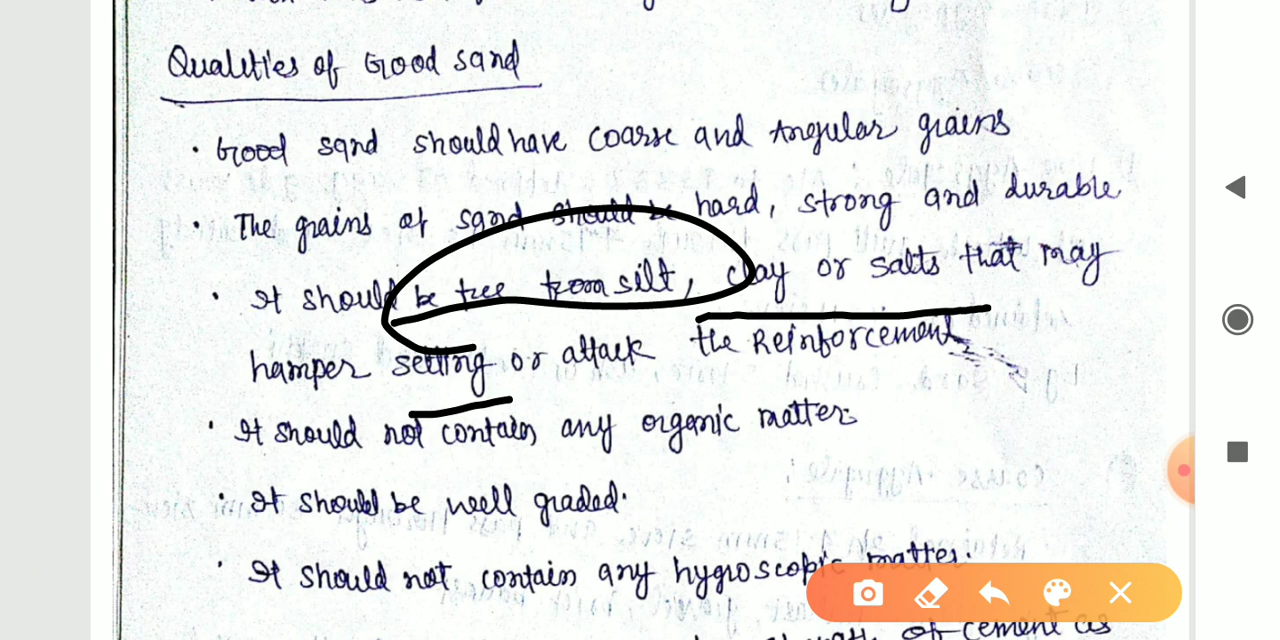 Qualities of Good sand
· Good sand should have coarse and Angular grains
· The grains of sand should be hard, strong and durable
· It should be free from silt, clay or salts that may
hamper setting or attack the Reinforcement
· It should not contain any organic matter.
· It should be well graded.
· It should not contain any hygroscopic matter.
of cement as